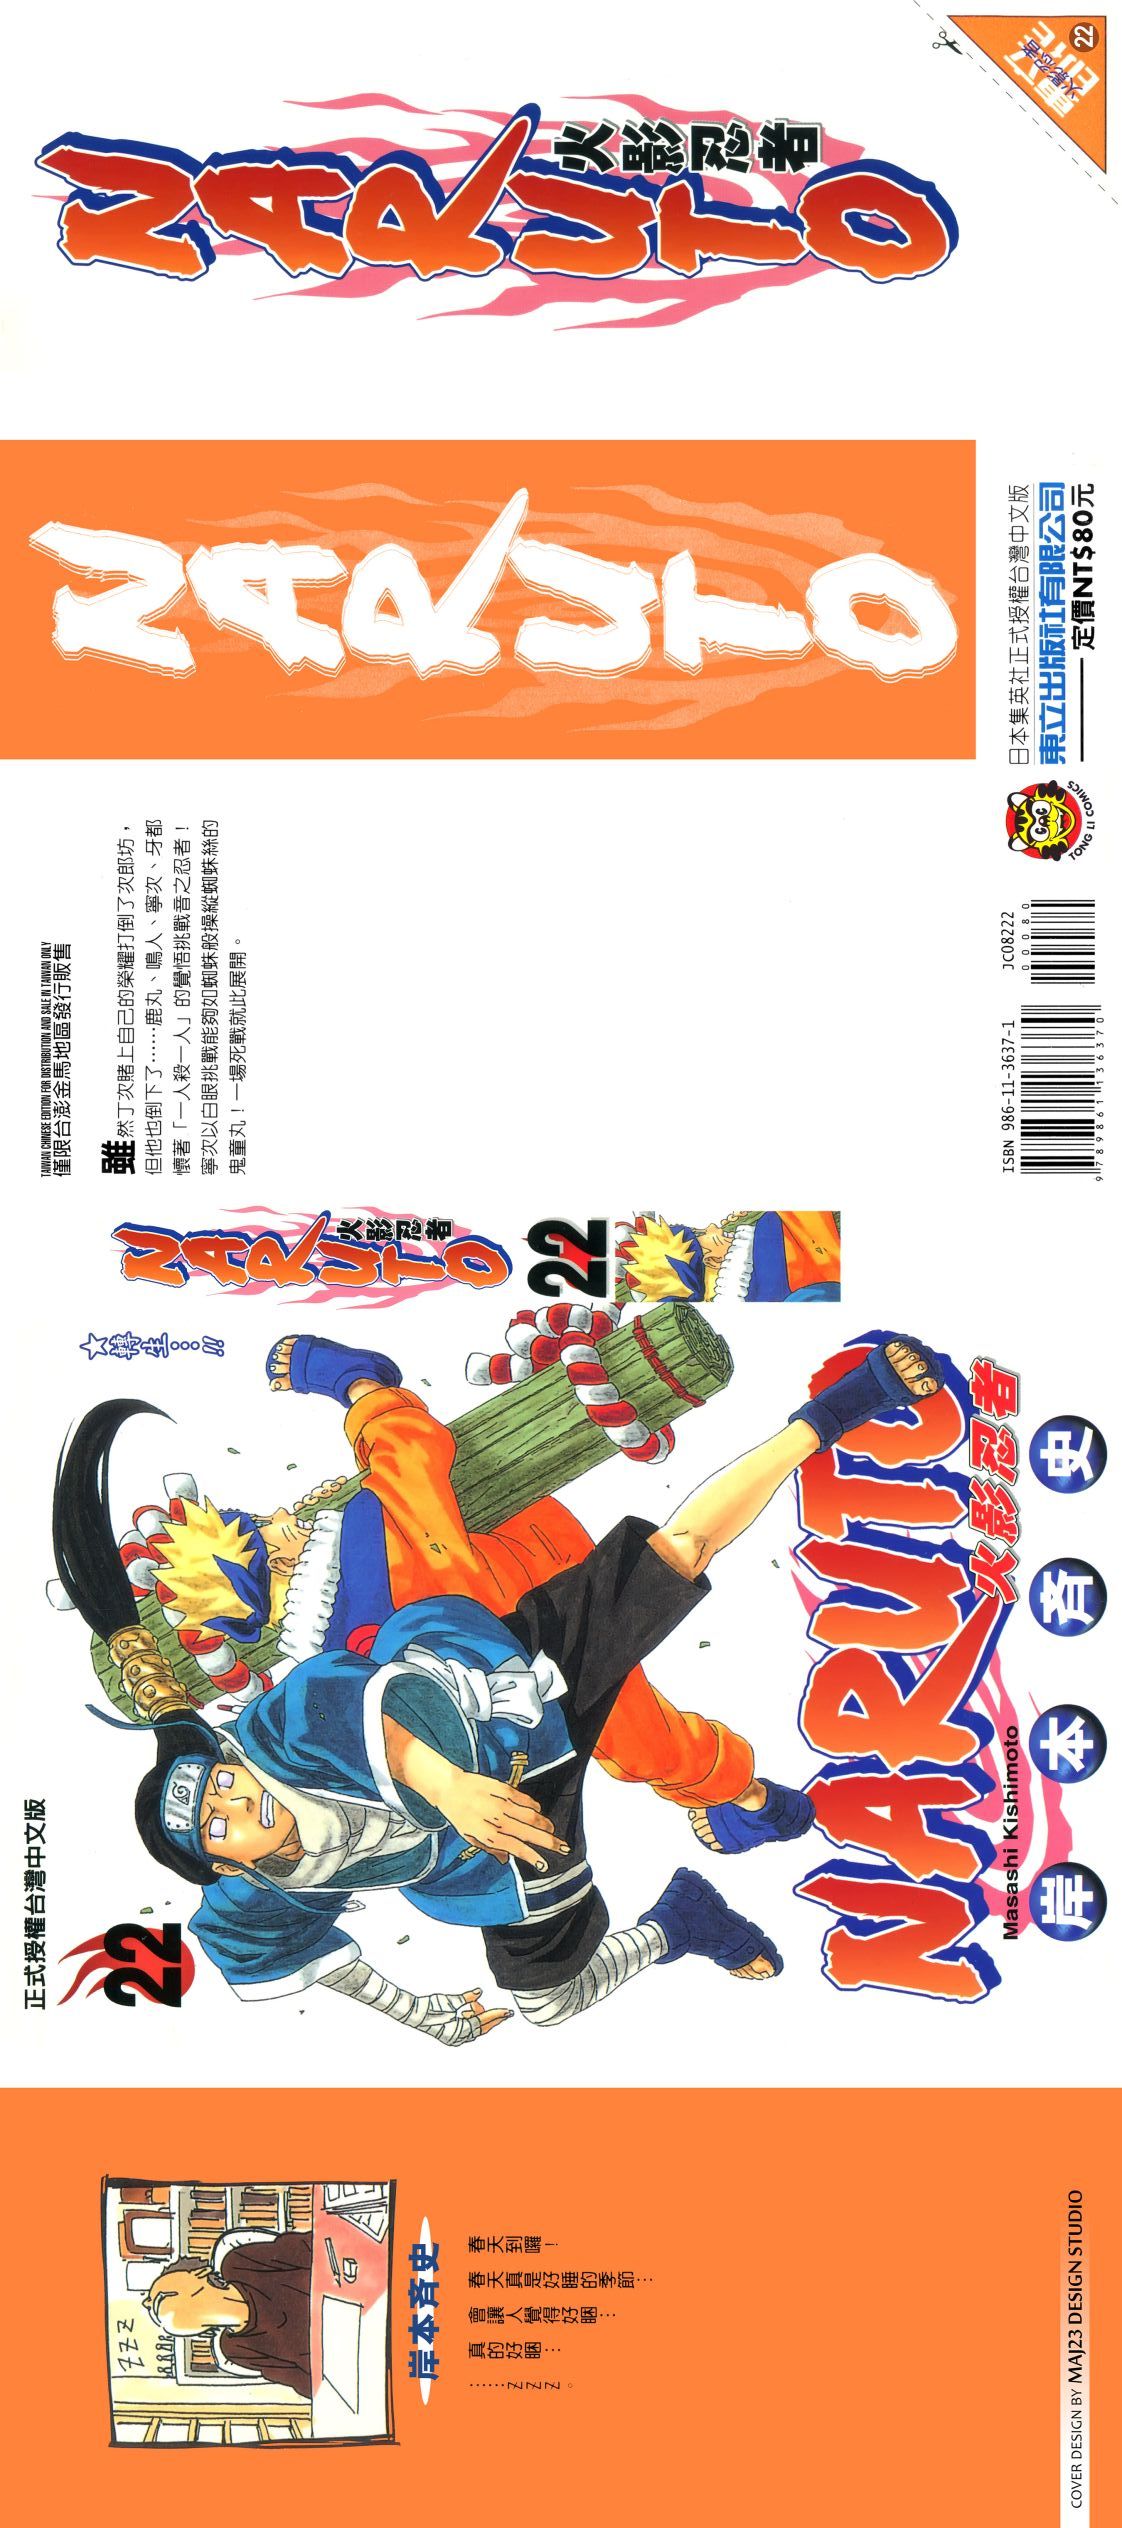 22
NARUTO
火影忍者
NARUTO
日本集英社正式授權台灣中文版
東立出版社有限公司
定價NT$80元
TONG LI COMICS
TAIWAN CHINESE EDITION FOR DISTRIBUTION AND SALE IN TAIWAN ONLY
僅限台澎金馬地區發行販售
雖然丁次賭上自己的榮耀打倒了次郎坊，
但他也倒下了……鹿丸、鳴人、寧次、牙都
懷著「一人殺一人」的覺悟挑戰音之忍者！
寧次以白眼挑戰能夠如蜘蛛般操縱蜘蛛絲的
鬼童丸！一場死戰就此展開。
JC08222
00080
ISBN 986-11-3637-1
9789861136370
NARUTO
火影忍者
22
☆轉生…!!
正式授權台灣中文版
22
NARUTO
火影忍者
Masashi Kishimoto
岸本斉史
ZZZ
岸本斉史
春天到囉！
春天真是好睡的季節…
會讓人覺得好睏…
真的好睏…
……zzz。
COVER DESIGN BY MAJ23 DESIGN STUDIO